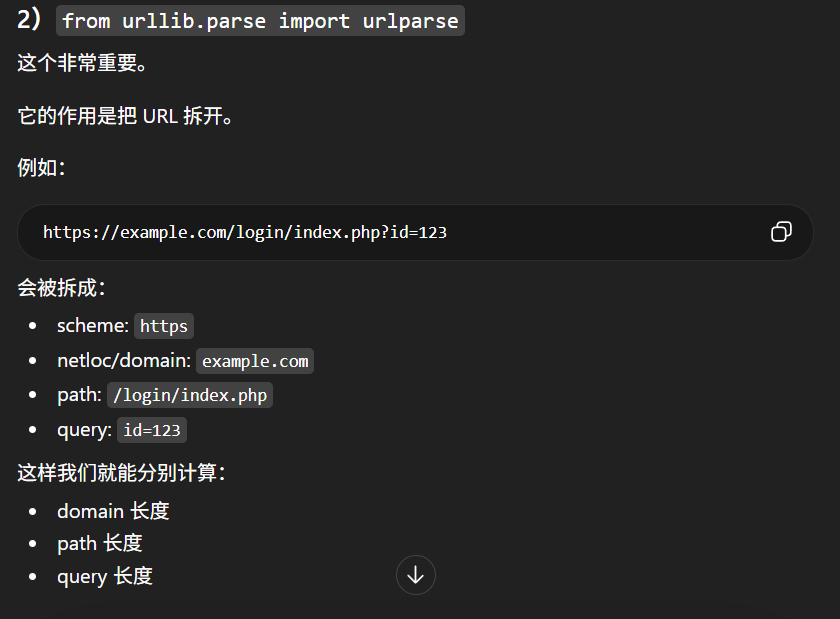 2） from urllib.parse import urlparse
这个非常重要。
它的作用是把 URL 拆开。
例如：
https://example.com/login/index.php?id=123
会被拆成：
• scheme: https
• netloc/domain: example.com
• path: /login/index.php
• query: id=123
这样我们就能分别计算：
• domain 长度
• path 长度
• query 长度